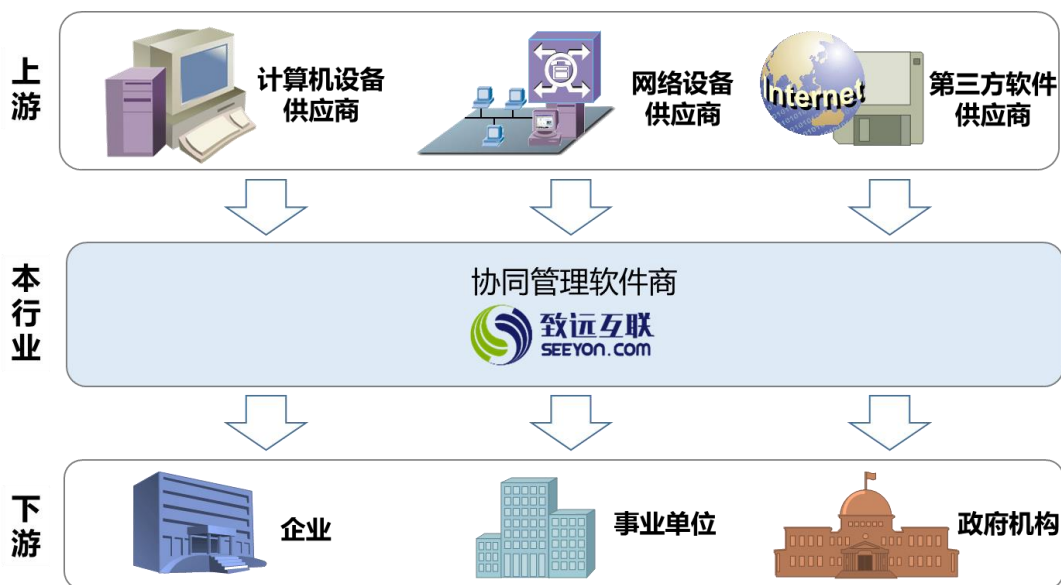 上游
计算机设备
供应商
网络设备
供应商
Internet
第三方软件
供应商
本行业
协同管理软件商
致远互联
SEEYON.COM
下游
企业
事业单位
政府机构